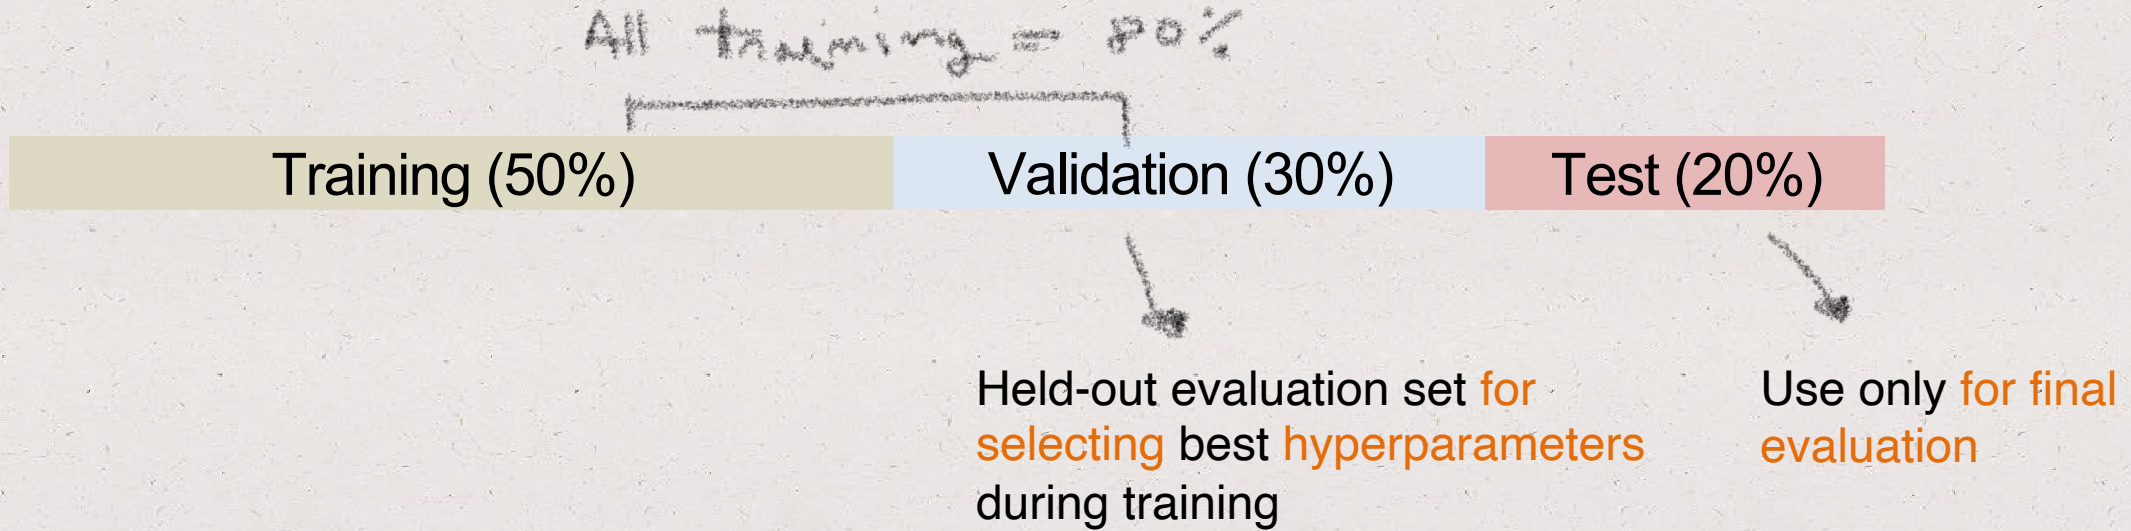 All training = 80%
Training (50%) Validation (30%) Test (20%)
Held-out evaluation set for
selecting best hyperparameters
during training
Use only for final
evaluation